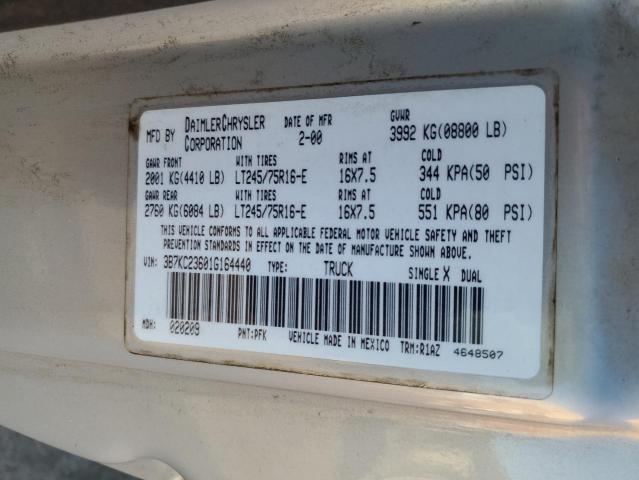 MFD BY DAIMLERCHRYSLER CORPORATION DATE OF MFR 2-00 GVWR 3992 KG(08800 LB)
GAWR FRONT WITH TIRES RIMS AT COLD
2001 KG(4410 LB) LT245/75R16-E 16X7.5 344 KPA(50 PSI)
GAWR REAR WITH TIRES RIMS AT COLD
2760 KG(6084 LB) LT245/75R16-E 16X7.5 551 KPA(80 PSI)
THIS VEHICLE CONFORMS TO ALL APPLICABLE FEDERAL MOTOR VEHICLE SAFETY AND THEFT
PREVENTION STANDARDS IN EFFECT ON THE DATE OF MANUFACTURE SHOWN ABOVE.
VIN: 3B7KC23601G164440 TYPE: TRUCK SINGLE X DUAL
MDH: 020209 PNT:PFK VEHICLE MADE IN MEXICO TRM:R1AZ 4648507